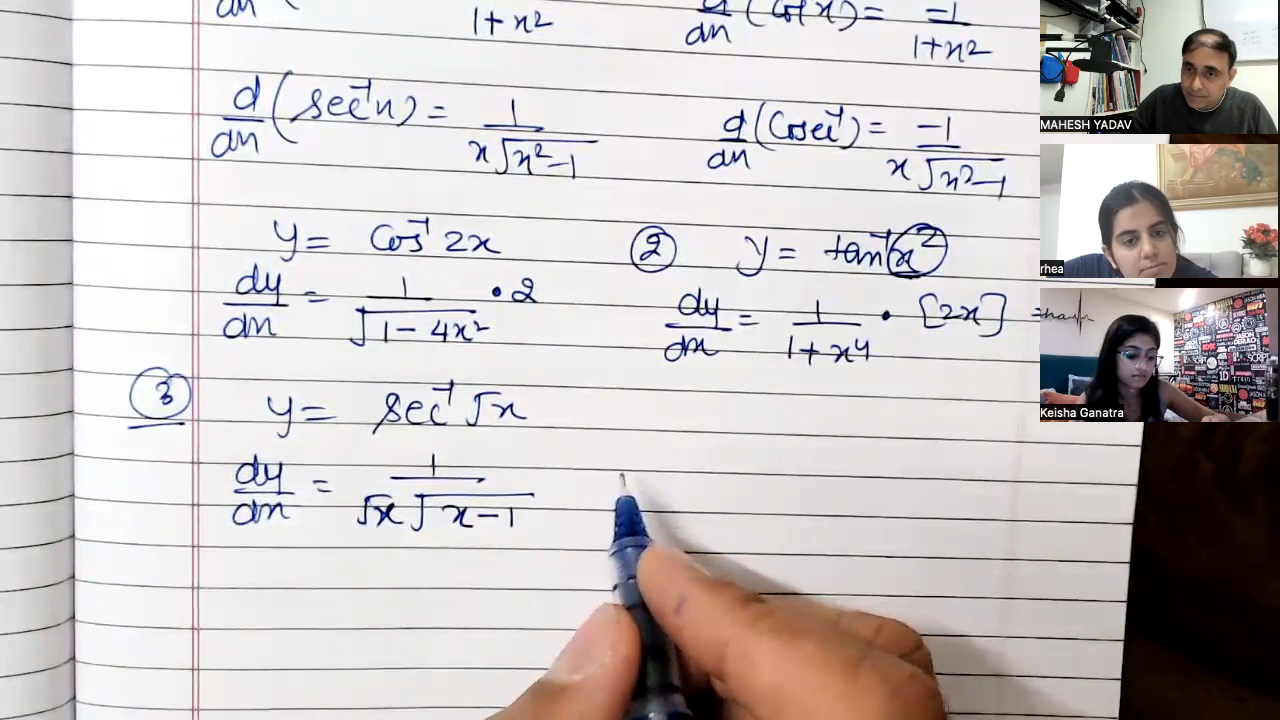 d/dx 1+x² d/dx (cot⁻¹x) = -1/1+x²
d/dx (sec⁻¹x) = 1/x√x²-1 d/dx (Cosec⁻¹) = -1/x√x²-1
y = Cos⁻¹ 2x ② y = tan⁻¹ x²
dy/dx = 1/√1-4x² • 2 dy/dx = 1/1+x⁴ • [2x] =
③ y = sec⁻¹ √x
dy/dx = 1/√x √x-1
MAHESH YADAV
rhea
Keisha Ganatra